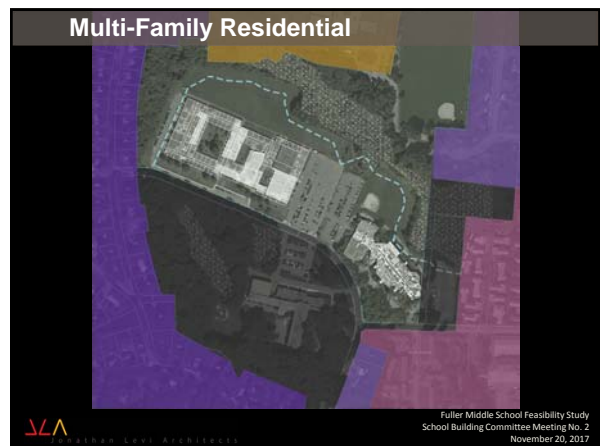 Multi-Family Residential
JLA
Jonathan Levi Architects
Fuller Middle School Feasibility Study
School Building Committee Meeting No. 2
November 20, 2017